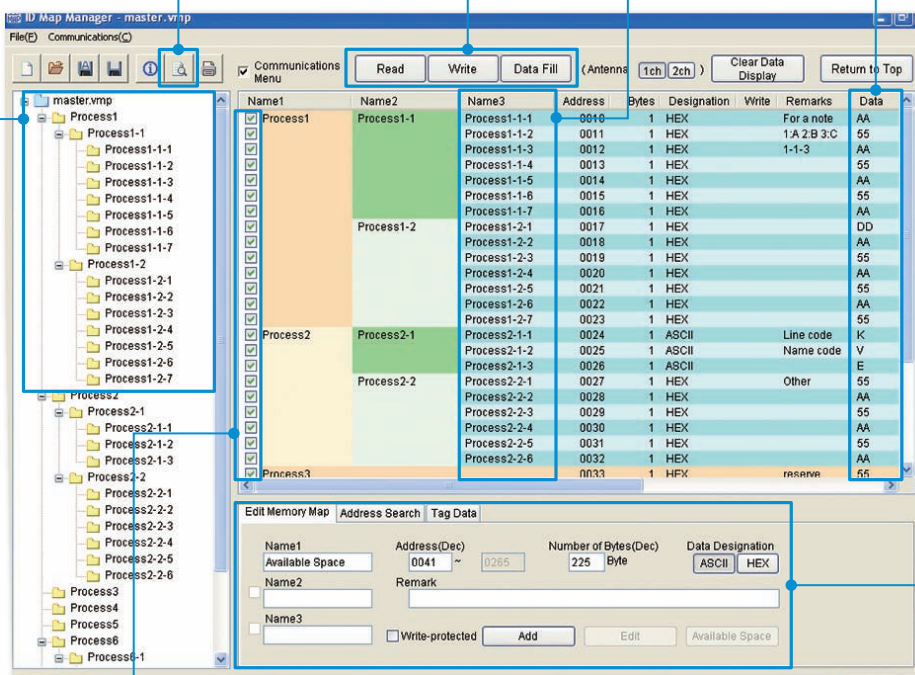 ID Map Manager - master.vmp
File(F) Communications(C)
Communications Menu
Read Write Data Fill (Antenna 1ch 2ch )
Clear Data Display
Return to Top
master.vmp
Process1
Process1-1
Process1-1-1
Process1-1-2
Process1-1-3
Process1-1-4
Process1-1-5
Process1-1-6
Process1-1-7
Process1-2
Process1-2-1
Process1-2-2
Process1-2-3
Process1-2-4
Process1-2-5
Process1-2-6
Process1-2-7
Process2
Process2-1
Process2-1-1
Process2-1-2
Process2-1-3
Process2-2
Process2-2-1
Process2-2-2
Process2-2-3
Process2-2-4
Process2-2-5
Process2-2-6
Process3
Process4
Process5
Process6
Process6-1
Name1 Name2 Name3 Address Bytes Designation Write Remarks Data
Process1 Process1-1 Process1-1-1 0010 1 HEX For a note AA
Process1-1-2 0011 1 HEX 1:A 2:B 3:C 55
Process1-1-3 0012 1 HEX 1-1-3 AA
Process1-1-4 0013 1 HEX 55
Process1-1-5 0014 1 HEX AA
Process1-1-6 0015 1 HEX 55
Process1-1-7 0016 1 HEX AA
Process1-2 Process1-2-1 0017 1 HEX DD
Process1-2-2 0018 1 HEX AA
Process1-2-3 0019 1 HEX 55
Process1-2-4 0020 1 HEX AA
Process1-2-5 0021 1 HEX 55
Process1-2-6 0022 1 HEX AA
Process1-2-7 0023 1 HEX 55
Process2 Process2-1 Process2-1-1 0024 1 ASCII Line code K
Process2-1-2 0025 1 ASCII Name code V
Process2-1-3 0026 1 ASCII E
Process2-2 Process2-2-1 0027 1 HEX Other 55
Process2-2-2 0028 1 HEX AA
Process2-2-3 0029 1 HEX 55
Process2-2-4 0030 1 HEX AA
Process2-2-5 0031 1 HEX 55
Process2-2-6 0032 1 HEX AA
Process3 0033 1 HEX reserve 55
Edit Memory Map Address Search Tag Data
Name1 Address(Dec) Number of Bytes(Dec) Data Designation
Available Space 0041 ~ 0265 225 Byte ASCII HEX
Name2 Remark
Name3
Write-protected Add Edit Available Space